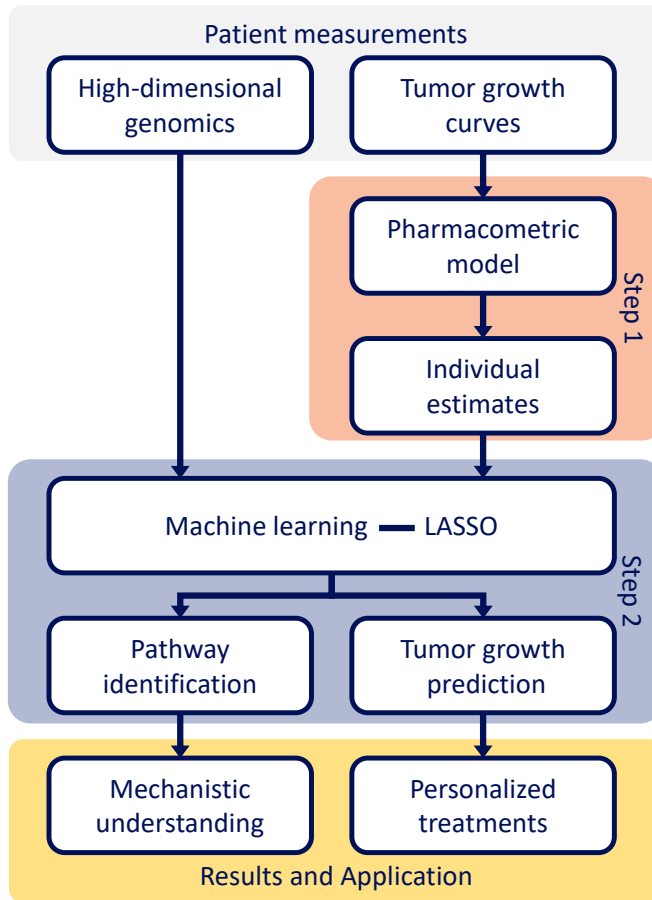 Patient measurements
High-dimensional
genomics
Tumor growth
curves
Pharmacometric
model
Step 1
Individual
estimates
Machine learning — LASSO
Step 2
Pathway
identification
Tumor growth
prediction
Mechanistic
understanding
Personalized
treatments
Results and Application